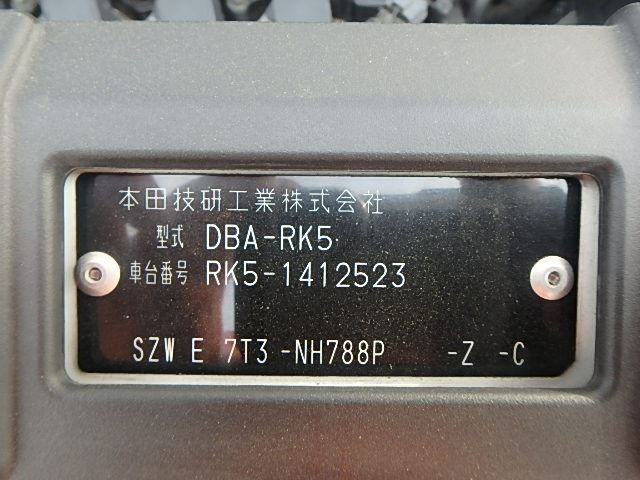 本田技研工業株式会社
型式 DBA-RK5
車台番号 RK5-1412523
SZW E 7T3 -NH788P -Z -C